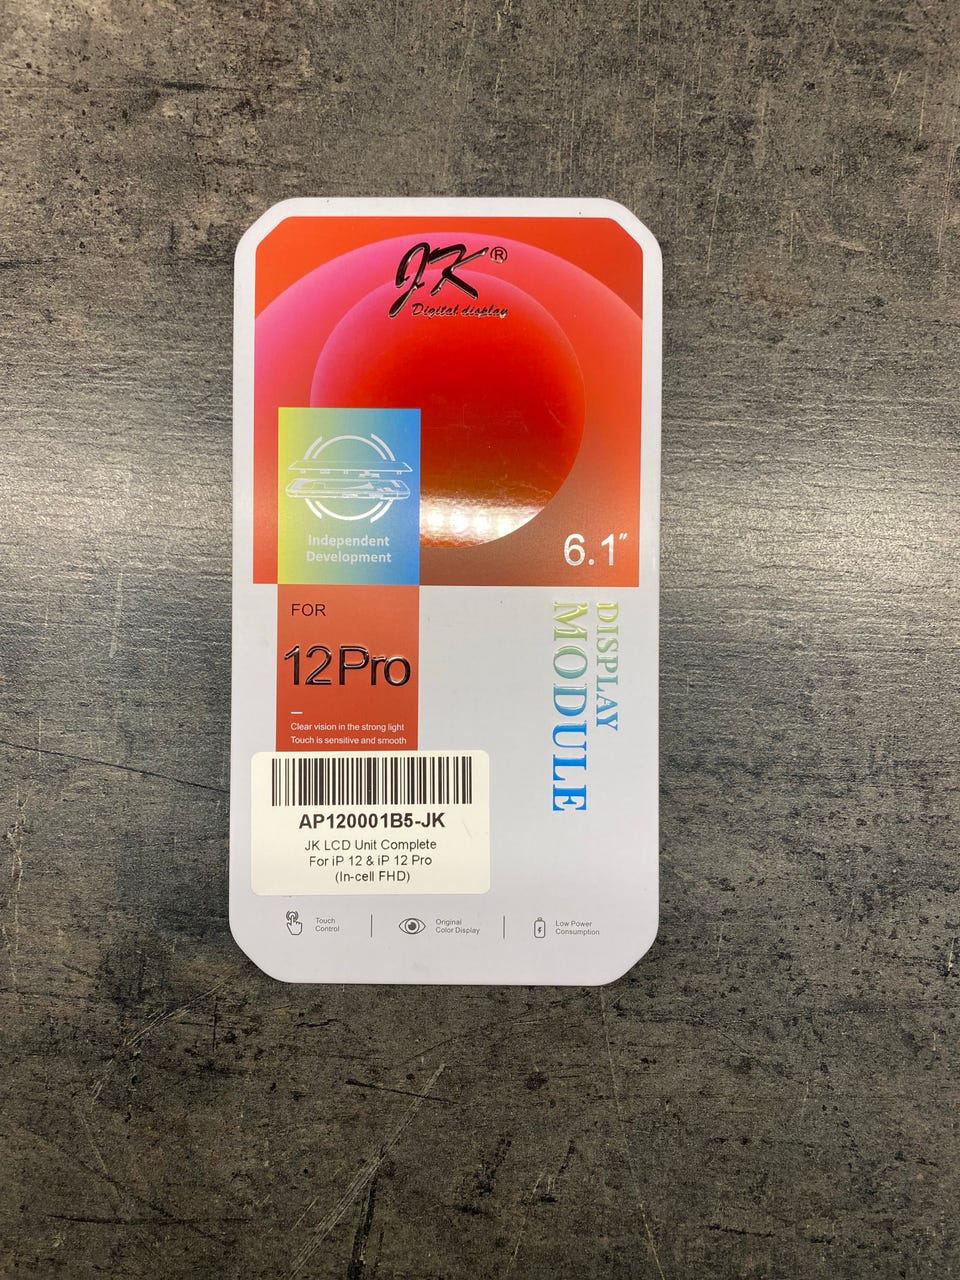 JK®
Digital display
Independent
Development
6.1"
FOR
12Pro
Clear vision in the strong light
Touch is sensitive and smooth
DISPLAY
MODULE
AP120001B5-JK
JK LCD Unit Complete
For iP 12 & iP 12 Pro
(In-cell FHD)
Touch
Control
Original
Color Display
Low Power
Consumption